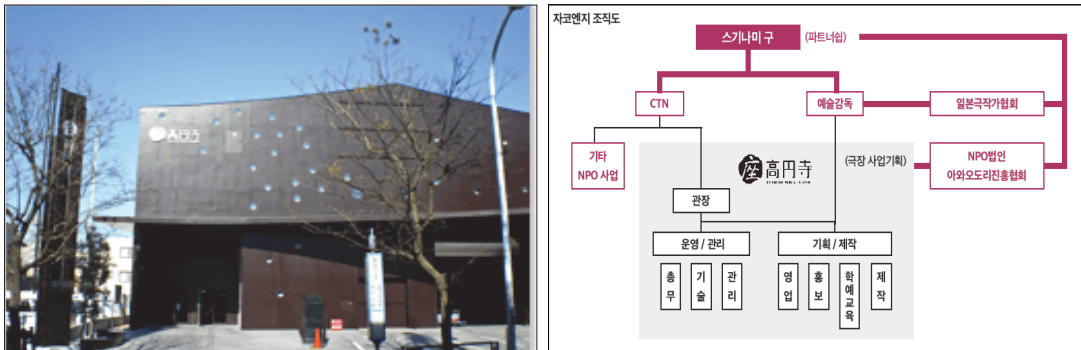 高円寺
자코엔지 조직도
스기나미 구 (파트너쉽)
CTN
예술감독
일본극작가협회
기타
NPO 사업
座 高円寺
(극장 사업기획)
NPO법인
아와오도리진흥협회
관장
운영 / 관리
기획 / 제작
총무
기술
관리
영업
홍보
학예교육
제작